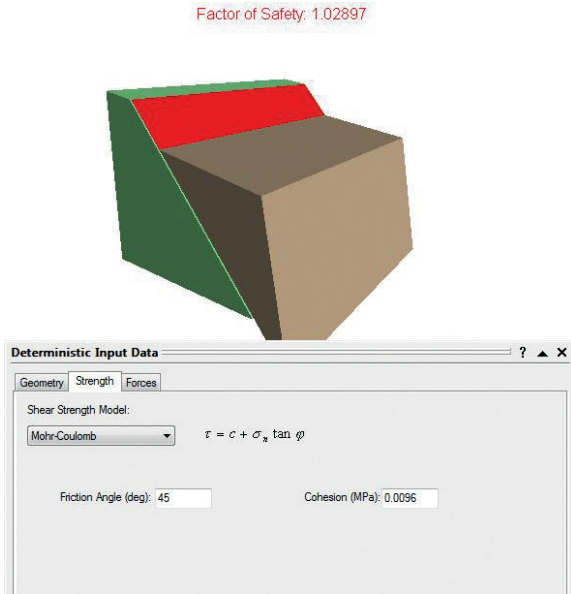 Factor of Safety: 1.02897
Deterministic Input Data ? ▲ X
Geometry Strength Forces
Shear Strength Model:
Mohr-Coulomb τ = c + σₙ tan φ
Friction Angle (deg): 45 Cohesion (MPa): 0.0096